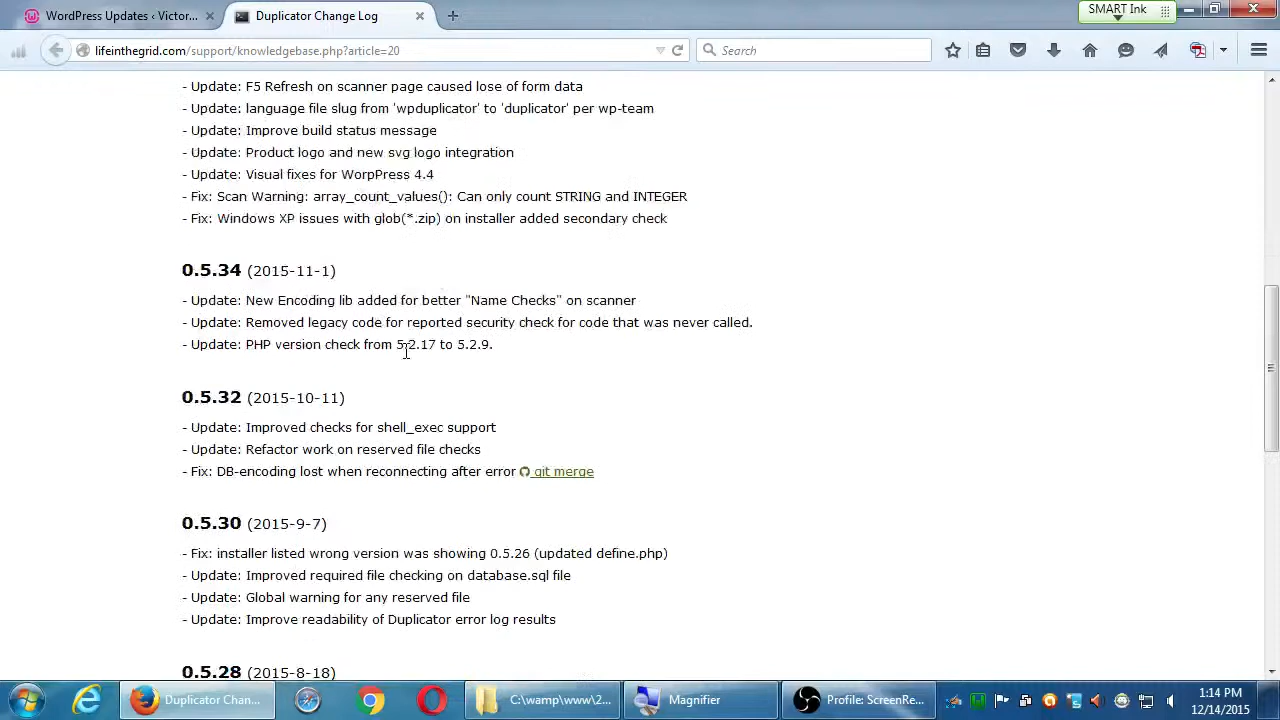 WordPress Updates ‹ Victor...
Duplicator Change Log
SMART Ink
lifeinthegrid.com/support/knowledgebase.php?article=20
Search
- Update: F5 Refresh on scanner page caused lose of form data
- Update: language file slug from 'wpduplicator' to 'duplicator' per wp-team
- Update: Improve build status message
- Update: Product logo and new svg logo integration
- Update: Visual fixes for WorpPress 4.4
- Fix: Scan Warning: array_count_values(): Can only count STRING and INTEGER
- Fix: Windows XP issues with glob(*.zip) on installer added secondary check
0.5.34 (2015-11-1)
- Update: New Encoding lib added for better "Name Checks" on scanner
- Update: Removed legacy code for reported security check for code that was never called.
- Update: PHP version check from 5.2.17 to 5.2.9.
0.5.32 (2015-10-11)
- Update: Improved checks for shell_exec support
- Update: Refactor work on reserved file checks
- Fix: DB-encoding lost when reconnecting after error git merge
0.5.30 (2015-9-7)
- Fix: installer listed wrong version was showing 0.5.26 (updated define.php)
- Update: Improved required file checking on database.sql file
- Update: Global warning for any reserved file
- Update: Improve readability of Duplicator error log results
0.5.28 (2015-8-18)
Duplicator Chan...
C:\wamp\www\2...
Magnifier
Profile: ScreenRe...
1:14 PM
12/14/2015